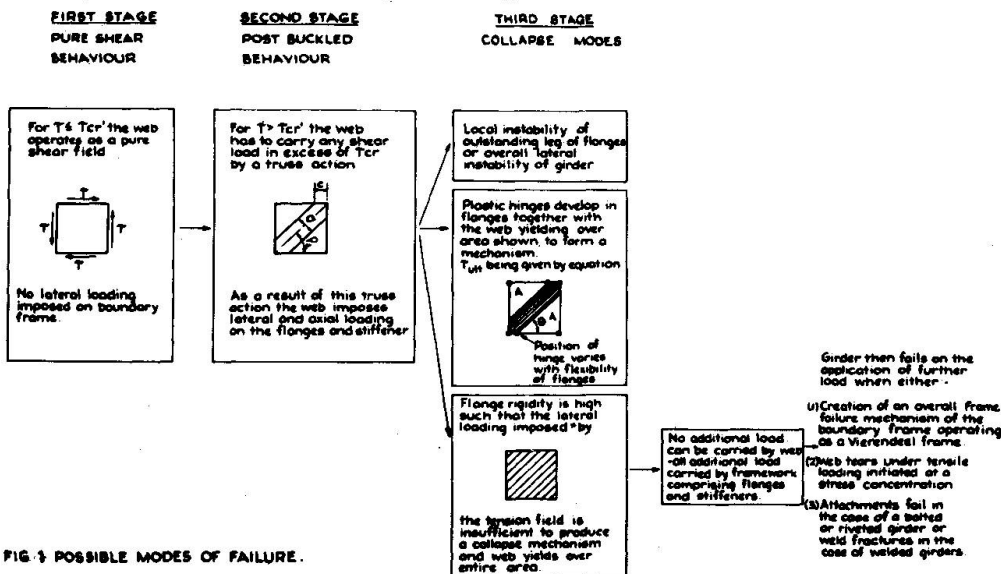 FIRST STAGE
PURE SHEAR
BEHAVIOUR
SECOND STAGE
POST BUCKLED
BEHAVIOUR
THIRD STAGE
COLLAPSE MODES
For T≤ Tcr' the web
operates as a pure
shear field
T
T
T
T
No lateral loading
imposed on boundary
frame.
For T> Tcr' the web
has to carry any shear
load in excess of Tcr
by a truss action
c
As a result of this truss
action the web imposes
lateral and axial loading
on the flanges and stiffener
Local instability of
outstanding leg of flanges
or overall lateral
instability of girder
Plastic hinges develop in
flanges together with
the web yielding over
area shown, to form a
mechanism.
Tult being given by equation
A
θ A
Position of
hinge varies
with flexibility
of flanges
Flange rigidity is high
such that the lateral
loading imposed by
the tension field is
insufficient to produce
a collapse mechanism
and web yields over
entire area.
No additional load
can be carried by web
-all additional load
carried by framework
comprising flanges
and stiffeners.
Girder then fails on the
application of further
load when either -
(1) Creation of an overall frame
failure mechanism of the
boundary frame operating
as a Vierendeel frame
(2) Web tears under tensile
loading initiated at a
stress concentration
(3) Attachments fail in
the case of a bolted
or riveted girder or
weld fractures in the
case of welded girders.
FIG. 1 POSSIBLE MODES OF FAILURE.